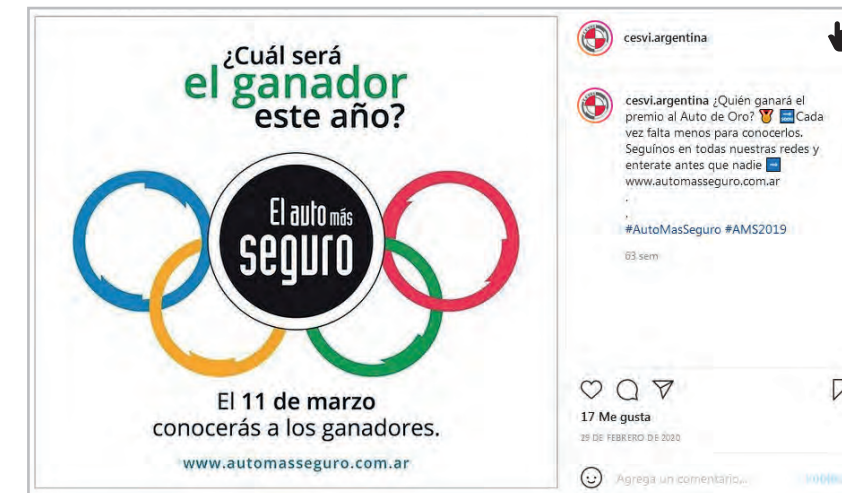 ¿Cuál será
el ganador
este año?
El auto más
seguro
El 11 de marzo
conocerás a los ganadores.
www.automasseguro.com.ar
cesvi.argentina
cesvi.argentina ¿Quién ganará el
premio al Auto de Oro? 🏅 Cada
vez falta menos para conocerlos.
Seguínos en todas nuestras redes y
enterate antes que nadie ➡
www.automasseguro.com.ar
.
.
#AutoMasSeguro #AMS2019
03 sem
17 Me gusta
29 DE FEBRERO DE 2020
Agrega un comentario...